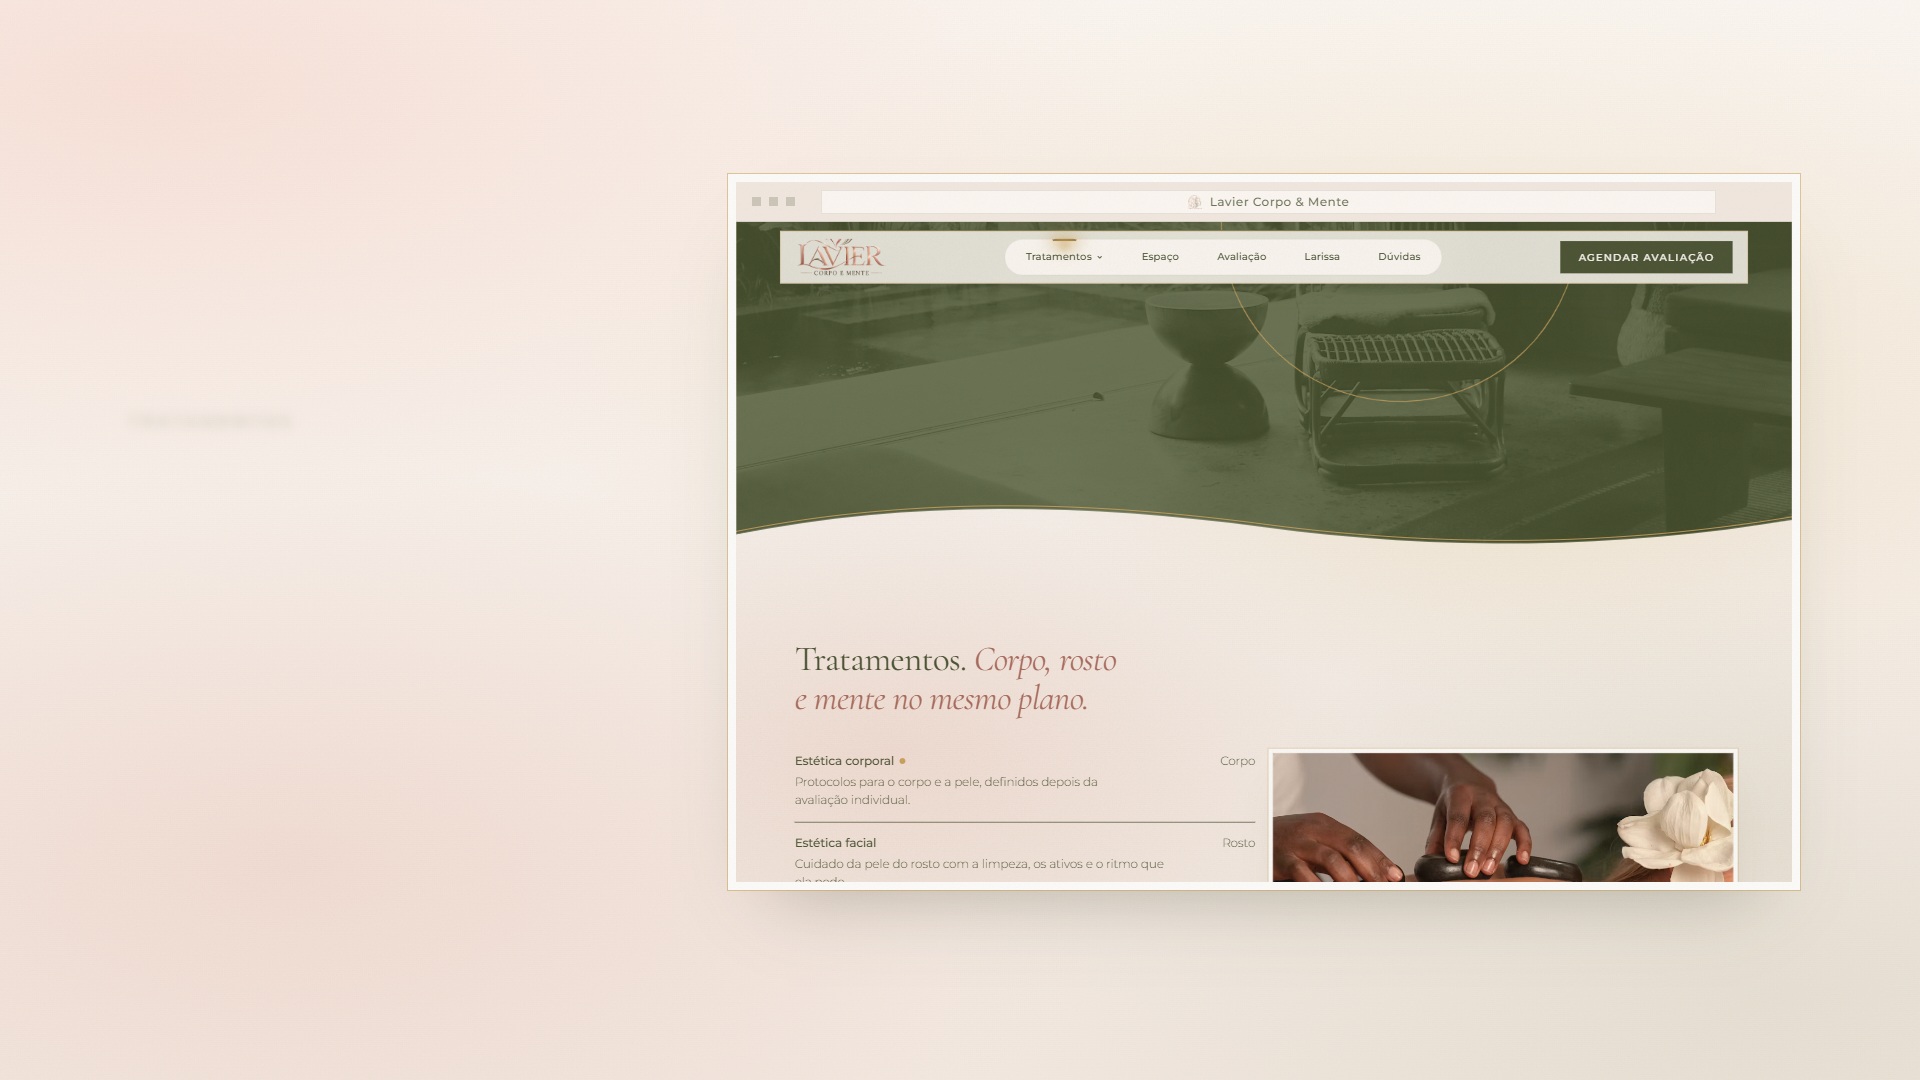 Lavier Corpo & Mente
LAVIER
CORPO E MENTE
Tratamentos
Espaço
Avaliação
Larissa
Dúvidas
AGENDAR AVALIAÇÃO
Tratamentos. Corpo, rosto
e mente no mesmo plano.
Estética corporal
Corpo
Protocolos para o corpo e a pele, definidos depois da
avaliação individual.
Estética facial
Rosto
Cuidado da pele do rosto com a limpeza, os ativos e o ritmo que